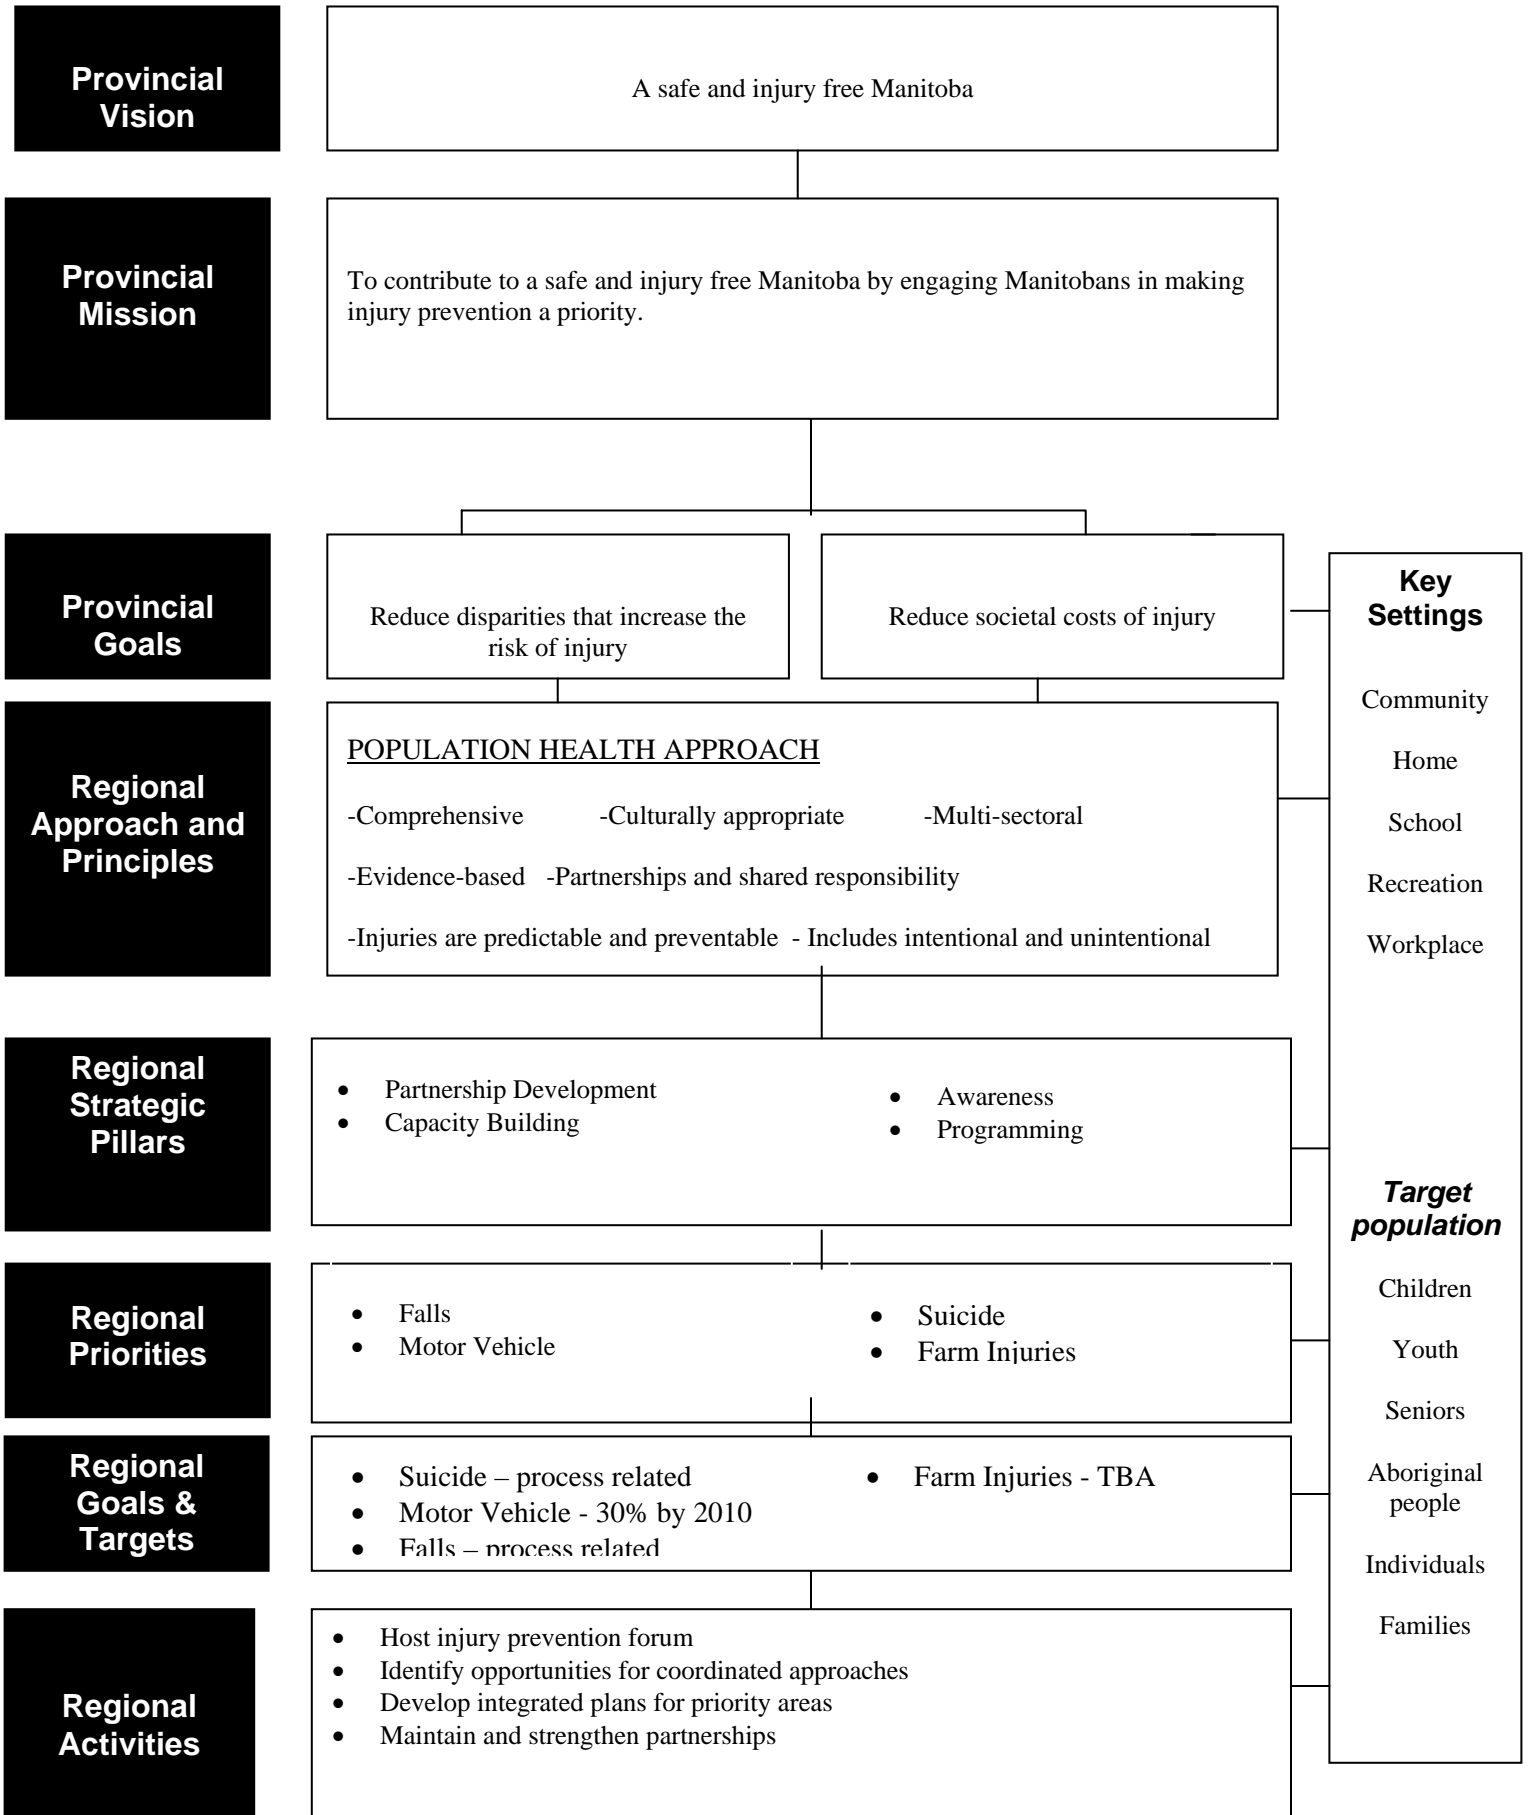 Provincial
Vision
A safe and injury free Manitoba
Provincial
Mission
To contribute to a safe and injury free Manitoba by engaging Manitobans in making
injury prevention a priority.
Provincial
Goals
Reduce disparities that increase the
risk of injury
Reduce societal costs of injury
Regional
Approach and
Principles
POPULATION HEALTH APPROACH
-Comprehensive -Culturally appropriate -Multi-sectoral
-Evidence-based -Partnerships and shared responsibility
-Injuries are predictable and preventable - Includes intentional and unintentional
Regional
Strategic
Pillars
• Partnership Development
• Capacity Building
• Awareness
• Programming
Regional
Priorities
• Falls
• Motor Vehicle
• Suicide
• Farm Injuries
Regional
Goals &
Targets
• Suicide – process related
• Motor Vehicle - 30% by 2010
• Falls – process related
• Farm Injuries - TBA
Regional
Activities
• Host injury prevention forum
• Identify opportunities for coordinated approaches
• Develop integrated plans for priority areas
• Maintain and strengthen partnerships
Key
Settings
Community
Home
School
Recreation
Workplace
Target
population
Children
Youth
Seniors
Aboriginal
people
Individuals
Families